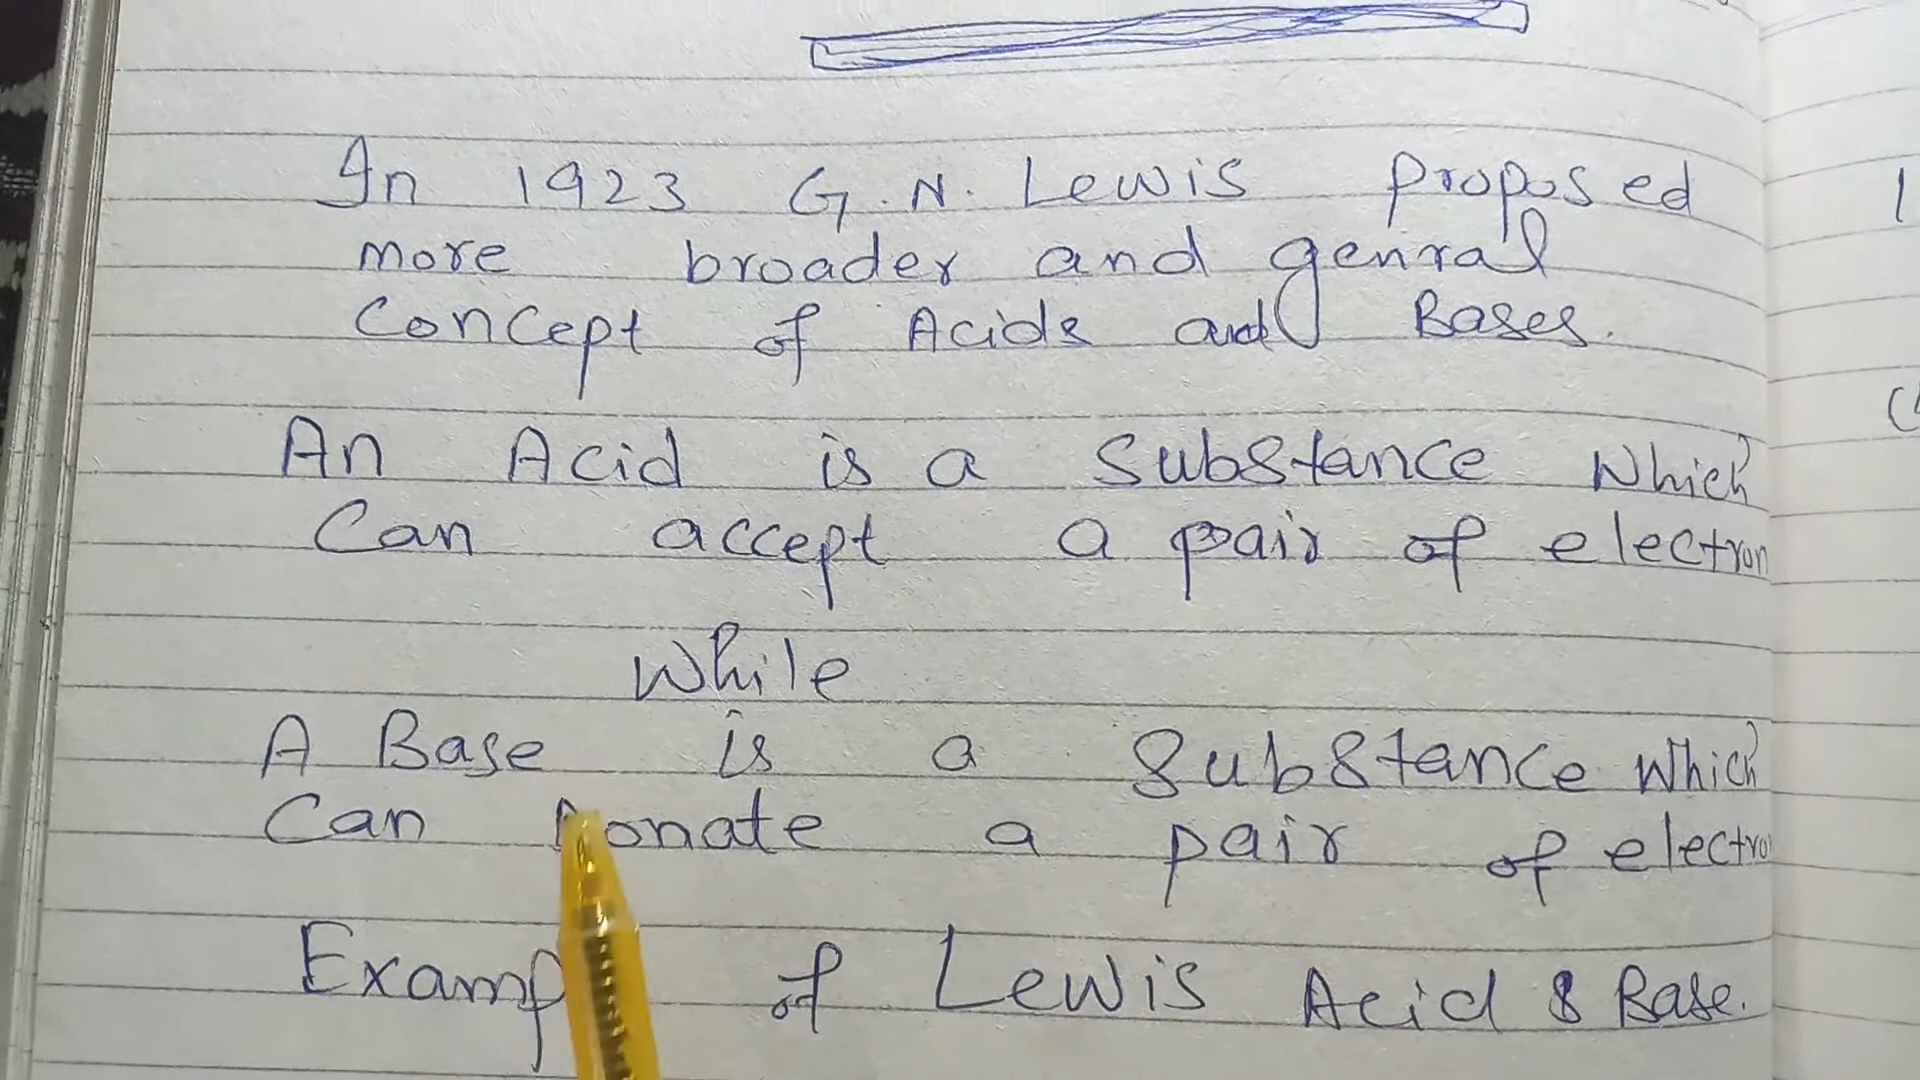 In 1923 G.N. Lewis proposed
more broader and genral
Concept of Acids and Bases.
An Acid is a Substance Which
Can accept a pair of electron
While
A Base is a Substance Which
Can Donate a pair of electro
Examp of Lewis Acid & Base.